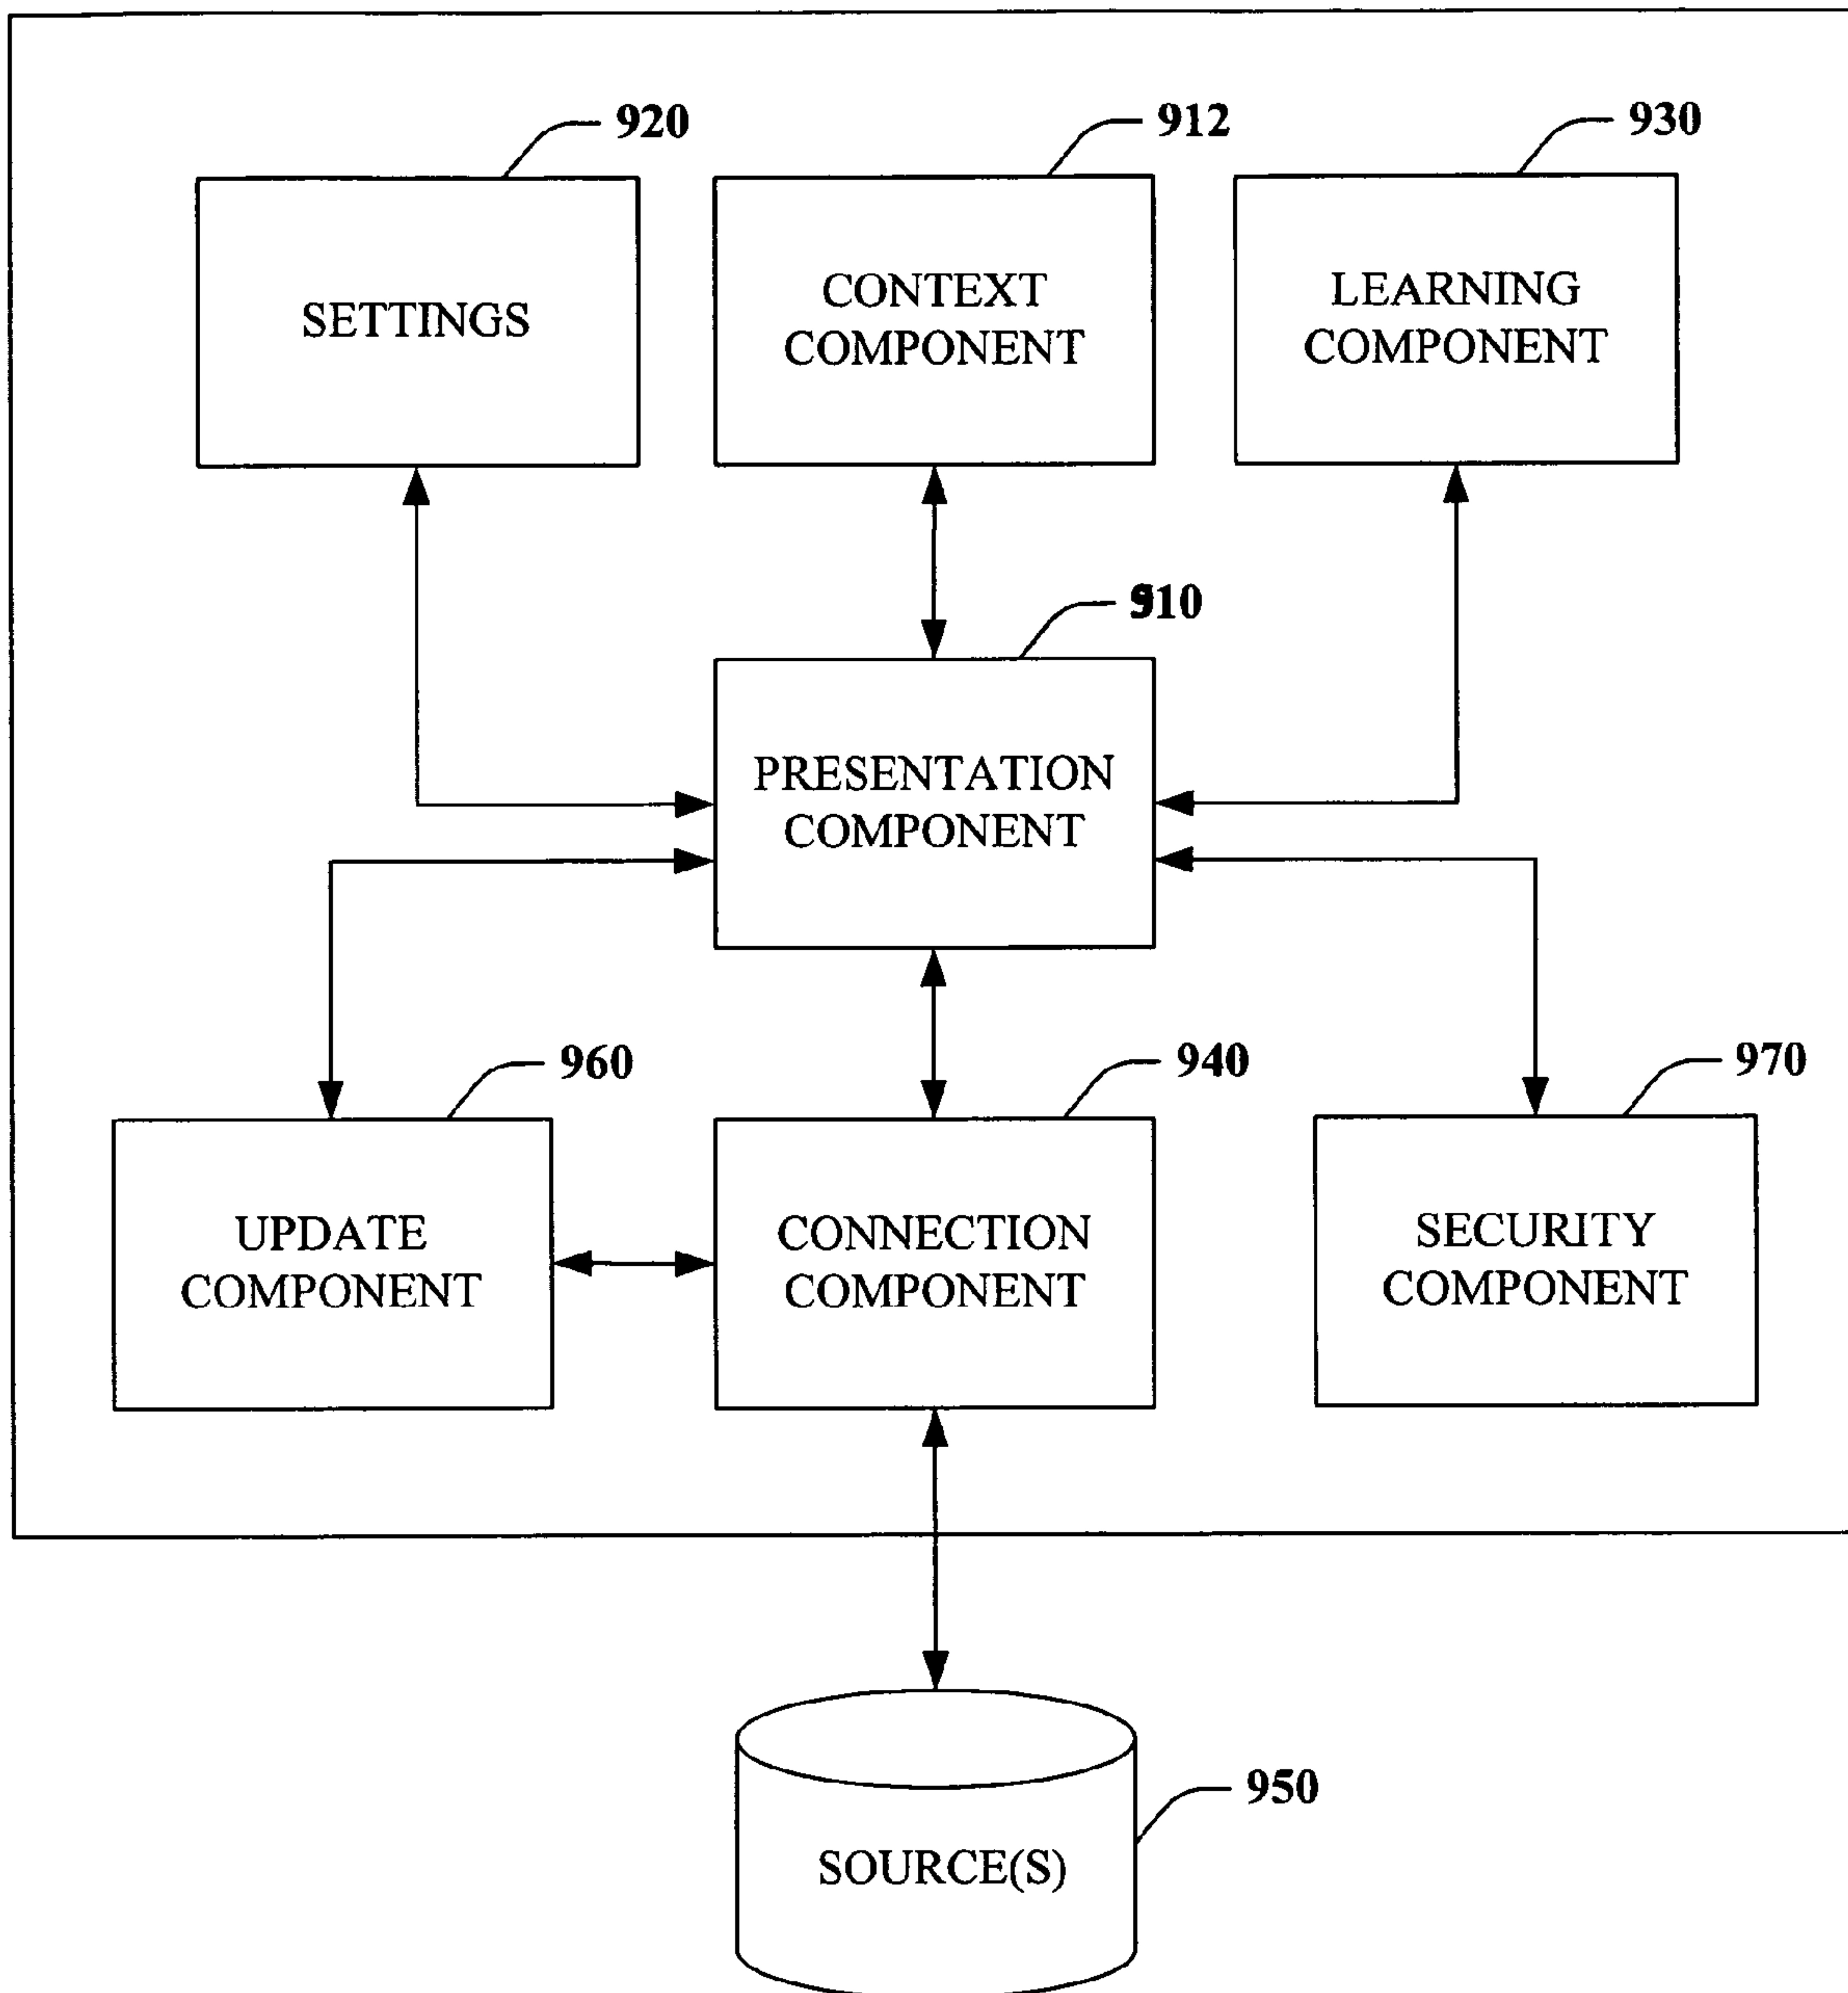 920
912
930
SETTINGS
CONTEXT
COMPONENT
LEARNING
COMPONENT
910
PRESENTATION
COMPONENT
960
940
970
UPDATE
COMPONENT
CONNECTION
COMPONENT
SECURITY
COMPONENT
950
SOURCE(S)